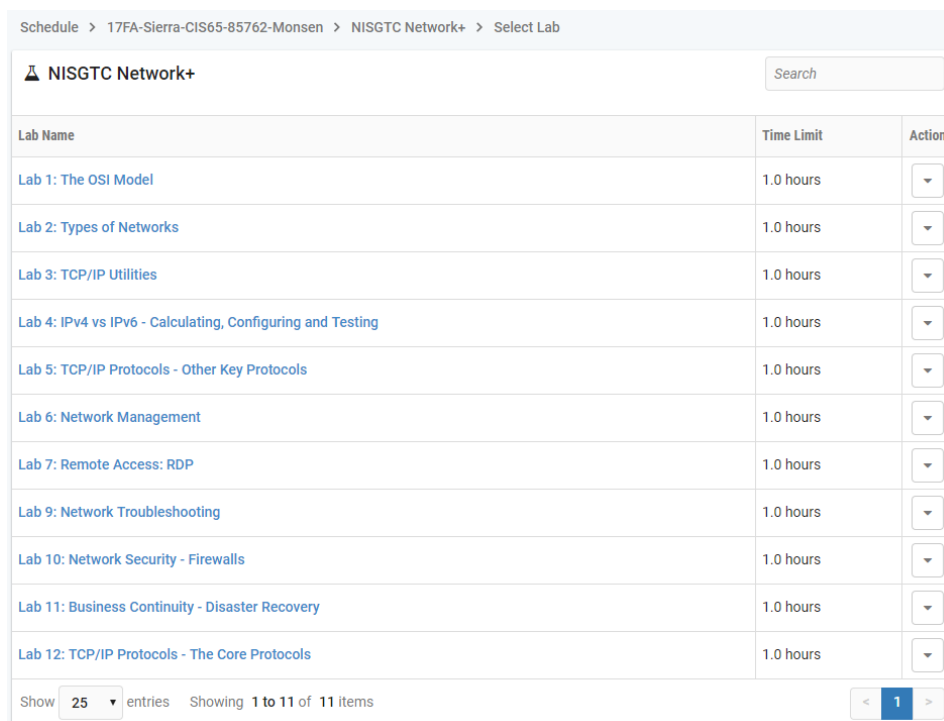 Schedule > 17FA-Sierra-CIS65-85762-Monsen > NISGTC Network+ > Select Lab
NISGTC Network+ Search
Lab Name Time Limit Action
Lab 1: The OSI Model 1.0 hours
Lab 2: Types of Networks 1.0 hours
Lab 3: TCP/IP Utilities 1.0 hours
Lab 4: IPv4 vs IPv6 - Calculating, Configuring and Testing 1.0 hours
Lab 5: TCP/IP Protocols - Other Key Protocols 1.0 hours
Lab 6: Network Management 1.0 hours
Lab 7: Remote Access: RDP 1.0 hours
Lab 9: Network Troubleshooting 1.0 hours
Lab 10: Network Security - Firewalls 1.0 hours
Lab 11: Business Continuity - Disaster Recovery 1.0 hours
Lab 12: TCP/IP Protocols - The Core Protocols 1.0 hours
Show 25 entries Showing 1 to 11 of 11 items < 1 >